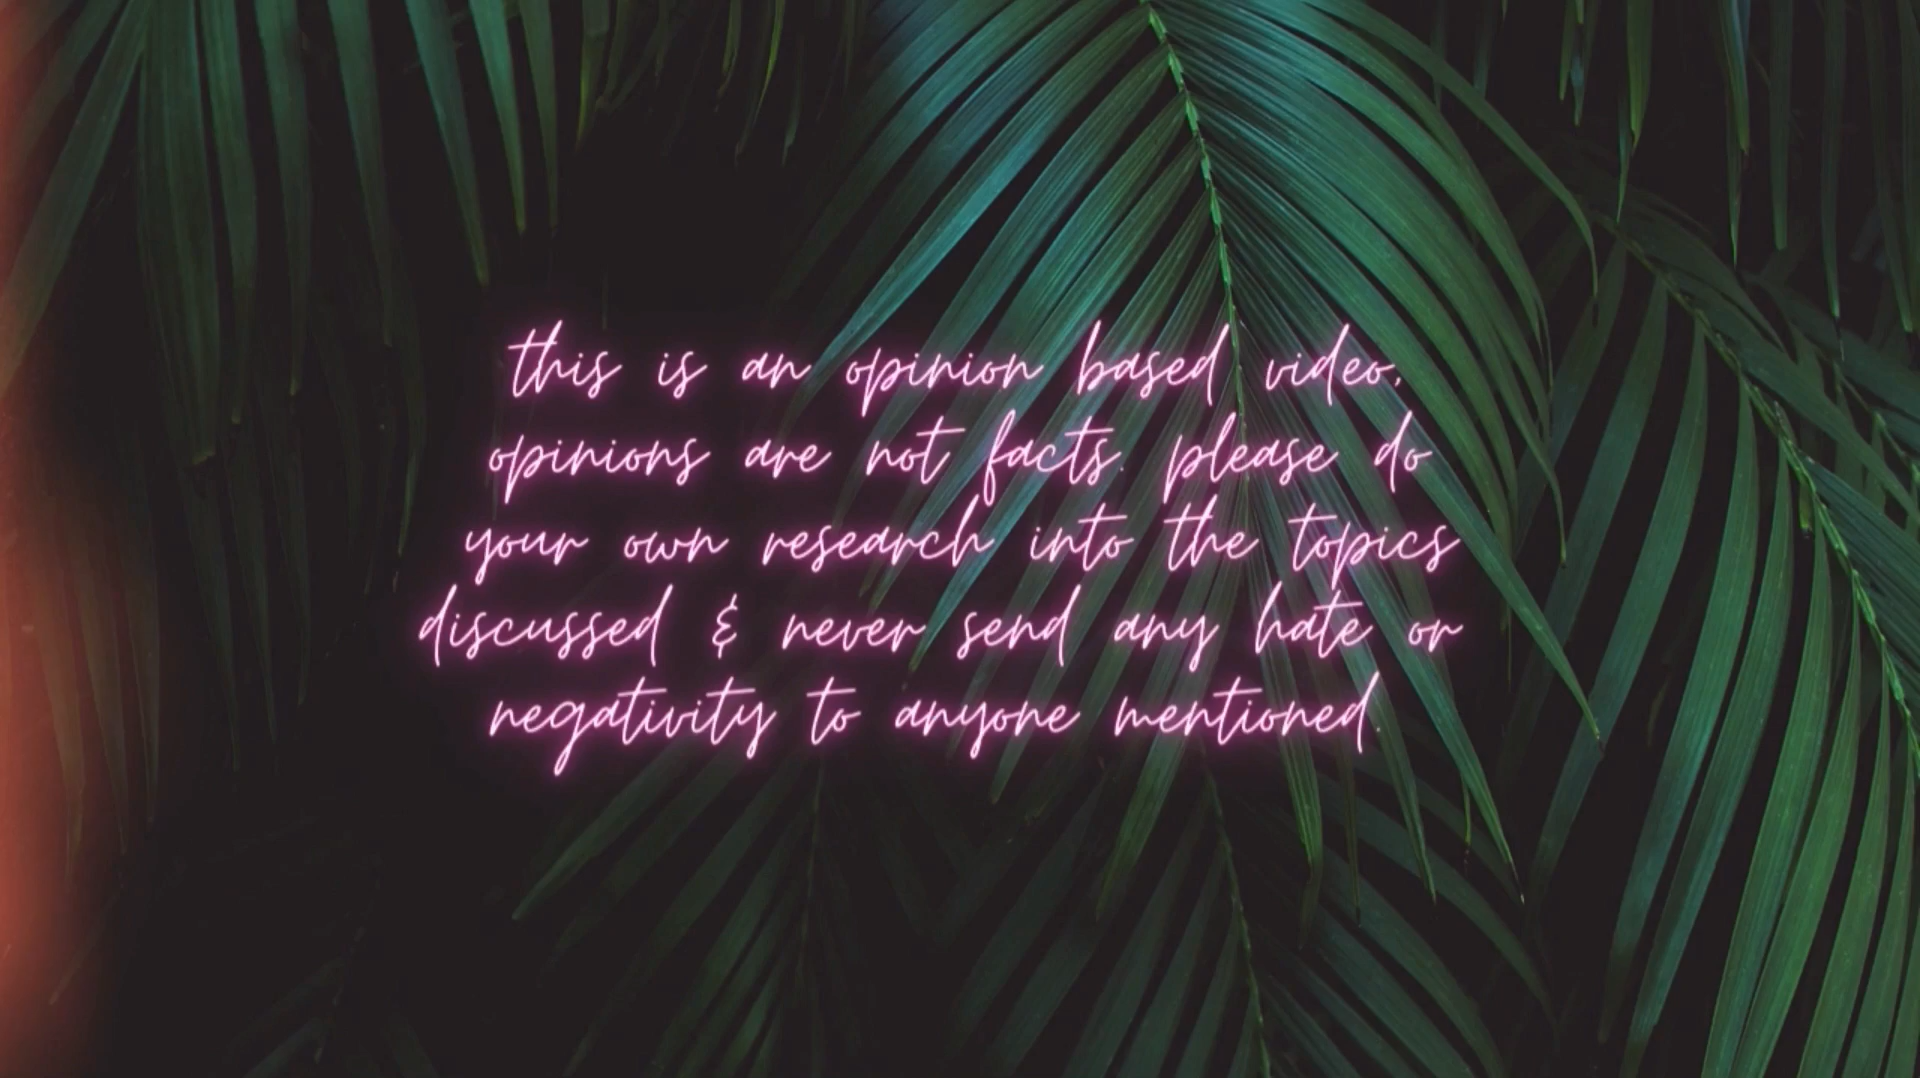 this is an opinion based video,
opinions are not facts. please do
your own research into the topics
discussed & never send any hate or
negativity to anyone mentioned.